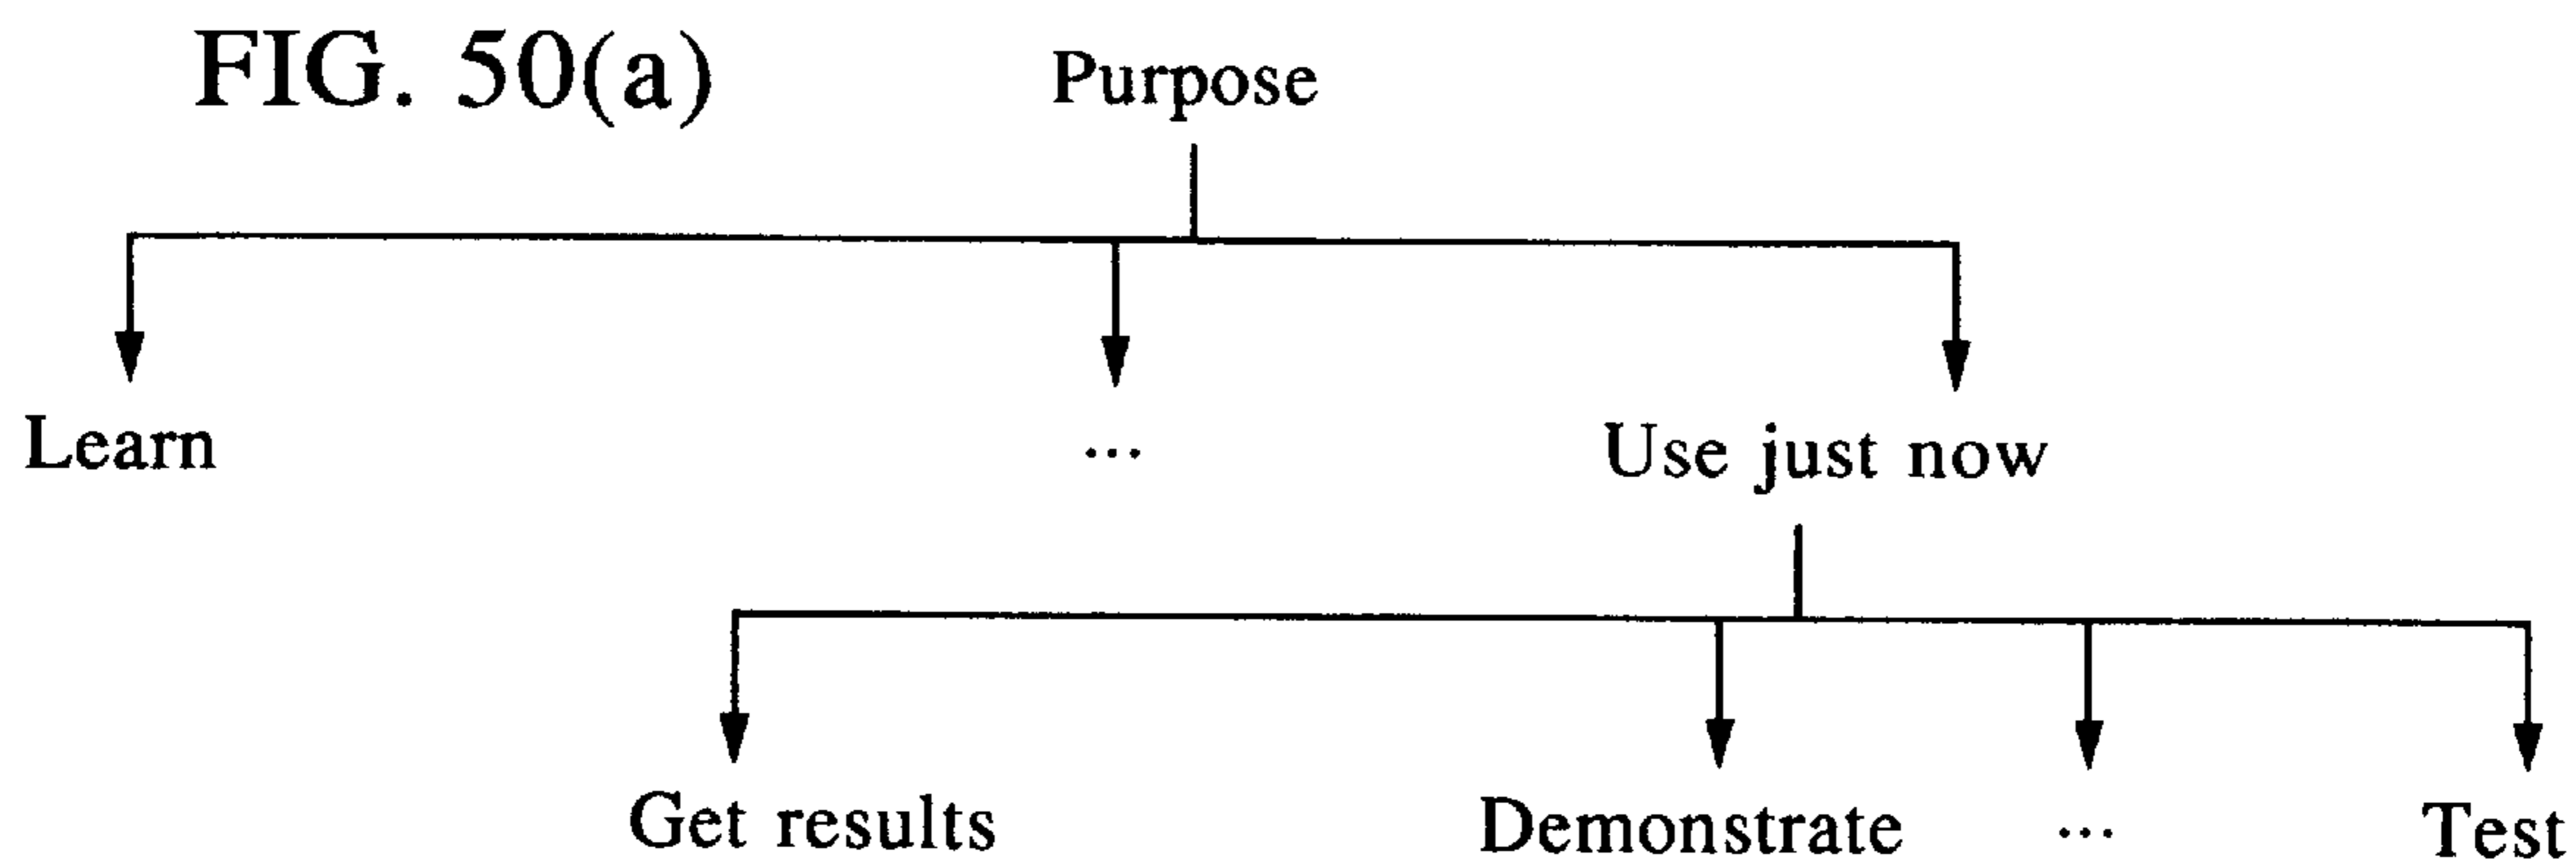 FIG. 50(a)
Purpose
Learn ... Use just now
Get results Demonstrate ... Test